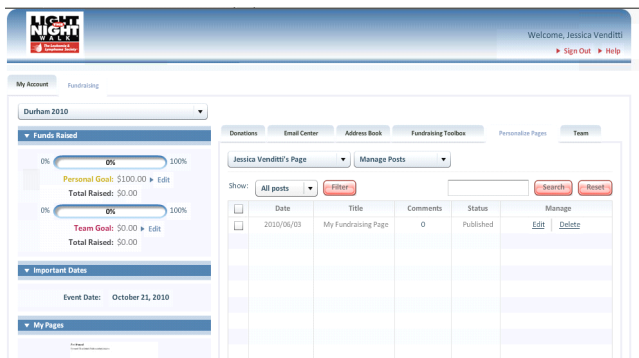 LIGHT
THE
NIGHT
WALK
The Leukemia &
Lymphoma Society
Welcome, Jessica Venditti
Sign Out Help
My Account Fundraising
Durham 2010
Funds Raised
0% 0% 100%
Personal Goal: $100.00 Edit
Total Raised: $0.00
0% 0% 100%
Team Goal: $0.00 Edit
Total Raised: $0.00
Important Dates
Event Date: October 21, 2010
My Pages
Donations Email Center Address Book Fundraising Toolbox Personalize Pages Team
Jessica Venditti's Page Manage Posts
Show: All posts Filter Search Reset
Date Title Comments Status Manage
2010/06/03 My Fundraising Page 0 Published Edit Delete